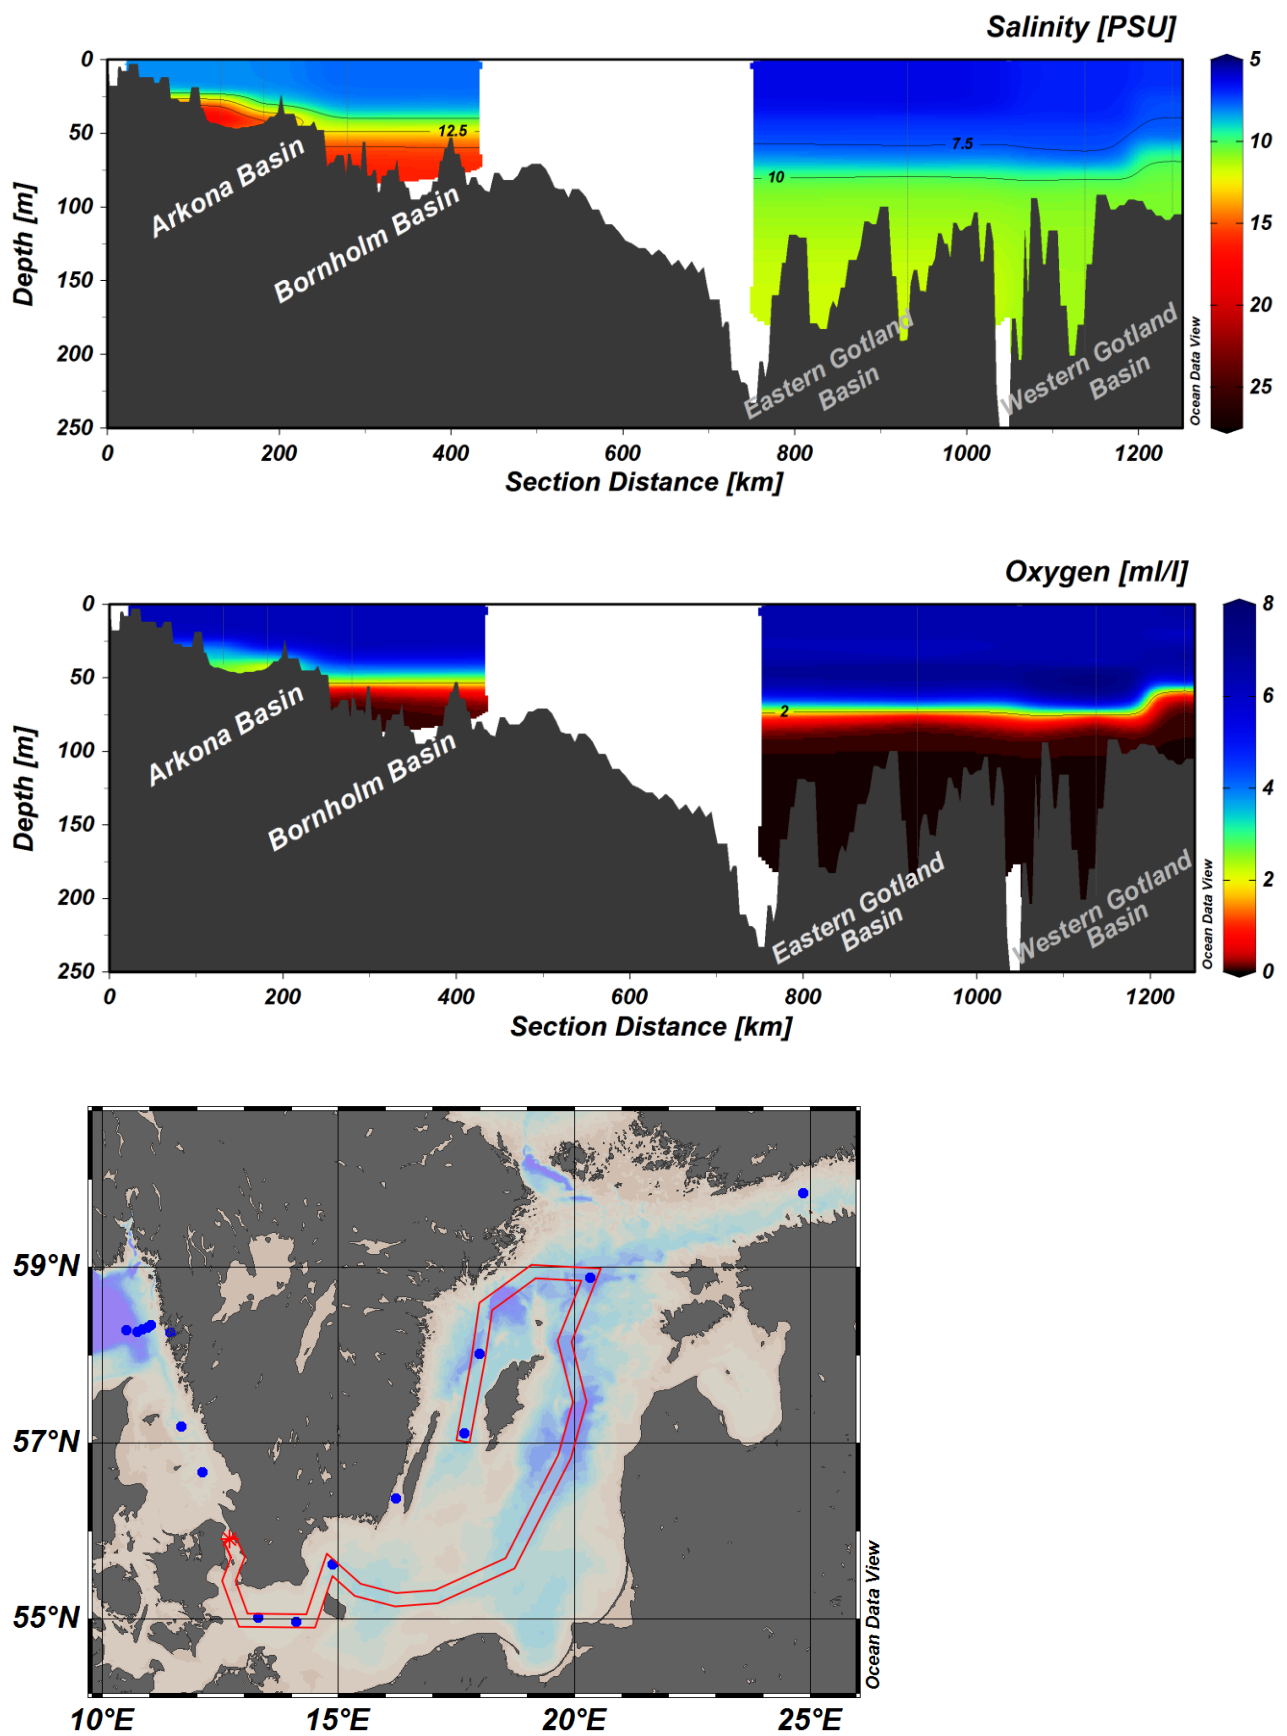 Salinity [PSU]
0
50
100
150
200
250
Depth [m]
Arkona Basin
Bornholm Basin
12.5
7.5
10
Eastern Gotland
Basin
Western Gotland
Basin
Ocean Data View
5
10
15
20
25
0
200
400
600
800
1000
1200
Section Distance [km]
Oxygen [ml/l]
0
50
100
150
200
250
Depth [m]
Arkona Basin
Bornholm Basin
2
Eastern Gotland
Basin
Western Gotland
Basin
Ocean Data View
8
6
4
2
0
0
200
400
600
800
1000
1200
Section Distance [km]
59°N
57°N
55°N
10°E
15°E
20°E
25°E
Ocean Data View